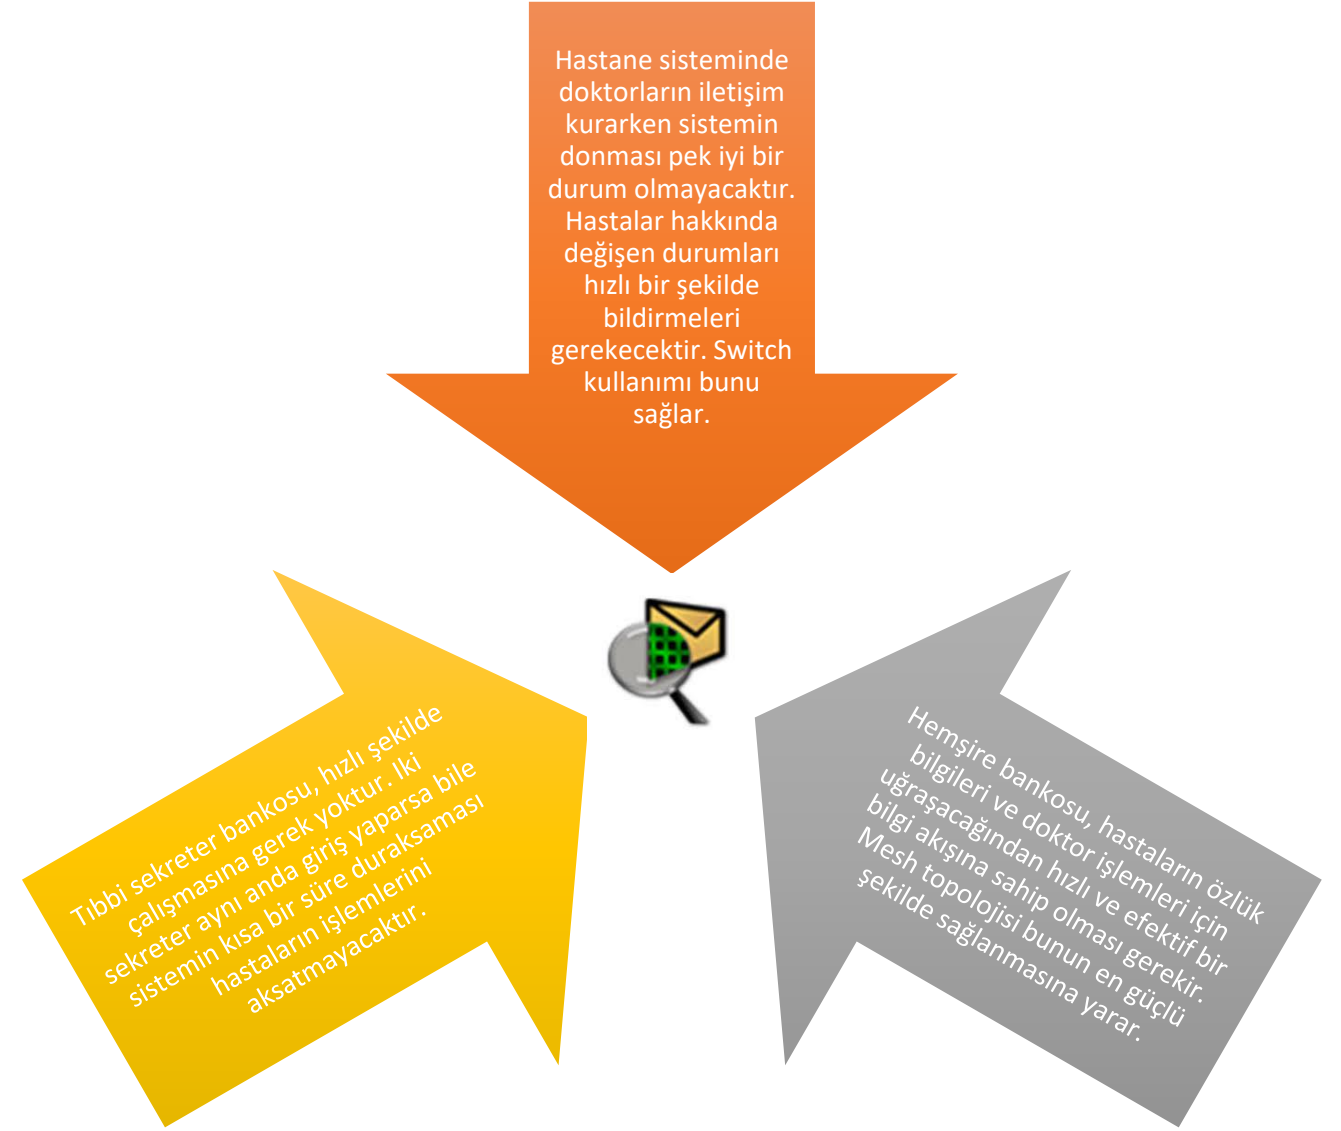 Hastane sisteminde
doktorların iletişim
kurarken sistemin
donması pek iyi bir
durum olmayacaktır.
Hastalar hakkında
değişen durumları
hızlı bir şekilde
bildirmeleri
gerekecektir. Switch
kullanımı bunu
sağlar.
Tıbbi sekreter bankosu, hızlı şekilde
çalışmasına gerek yoktur. Iki
sekreter aynı anda giriş yaparsa bile
sistemin kısa bir süre duraksaması
hastaların işlemlerini
aksatmayacaktır.
Hemşire bankosu, hastaların özlük
bilgileri ve doktor işlemleri için
uğraşacağından hızlı ve efektif bir
bilgi akışına sahip olması gerekir.
Mesh topolojisi bunun en güçlü
şekilde sağlanmasına yarar.